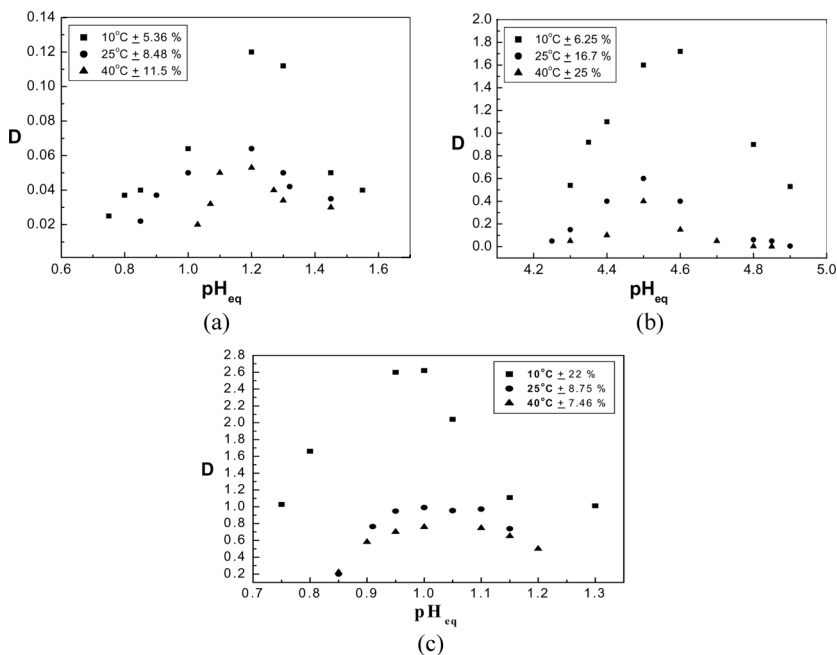 0.14
0.12
0.10
0.08
0.06
0.04
0.02
D
10°C ± 5.36 %
25°C ± 8.48 %
40°C ± 11.5 %
0.6 0.8 1.0 1.2 1.4 1.6
pHeq
(a)
2.0
1.8
1.6
1.4
1.2
1.0
0.8
0.6
0.4
0.2
0.0
D
10°C ± 6.25 %
25°C ± 16.7 %
40°C ± 25 %
4.2 4.4 4.6 4.8 5.0
pHeq
(b)
2.8
2.6
2.4
2.2
2.0
1.8
1.6
1.4
1.2
1.0
0.8
0.6
0.4
0.2
D
10°C ± 22 %
25°C ± 8.75 %
40°C ± 7.46 %
0.7 0.8 0.9 1.0 1.1 1.2 1.3
pHeq
(c)